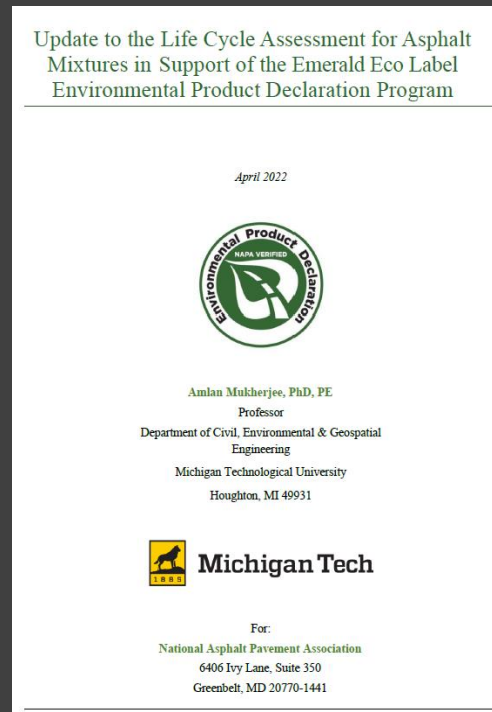 Update to the Life Cycle Assessment for Asphalt
Mixtures in Support of the Emerald Eco Label
Environmental Product Declaration Program
April 2022
Environmental Product Declaration
NAPA VERIFIED
Amlan Mukherjee, PhD, PE
Professor
Department of Civil, Environmental & Geospatial
Engineering
Michigan Technological University
Houghton, MI 49931
1885
Michigan Tech
For:
National Asphalt Pavement Association
6406 Ivy Lane, Suite 350
Greenbelt, MD 20770-1441